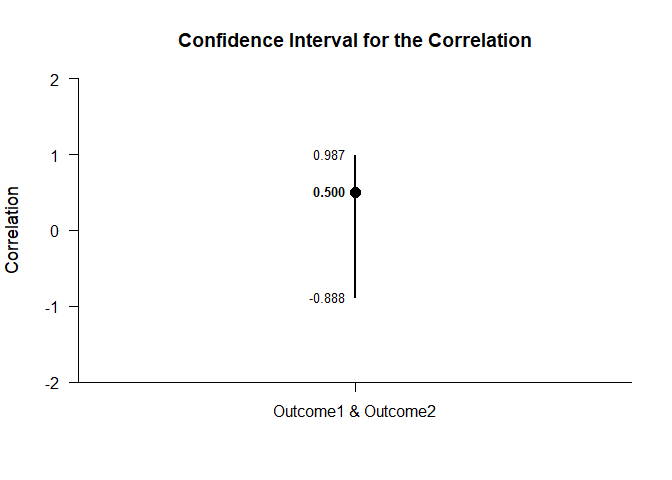 Confidence Interval for the Correlation
Correlation
2
1
0
-1
-2
0.987
0.500
-0.888
Outcome1 & Outcome2